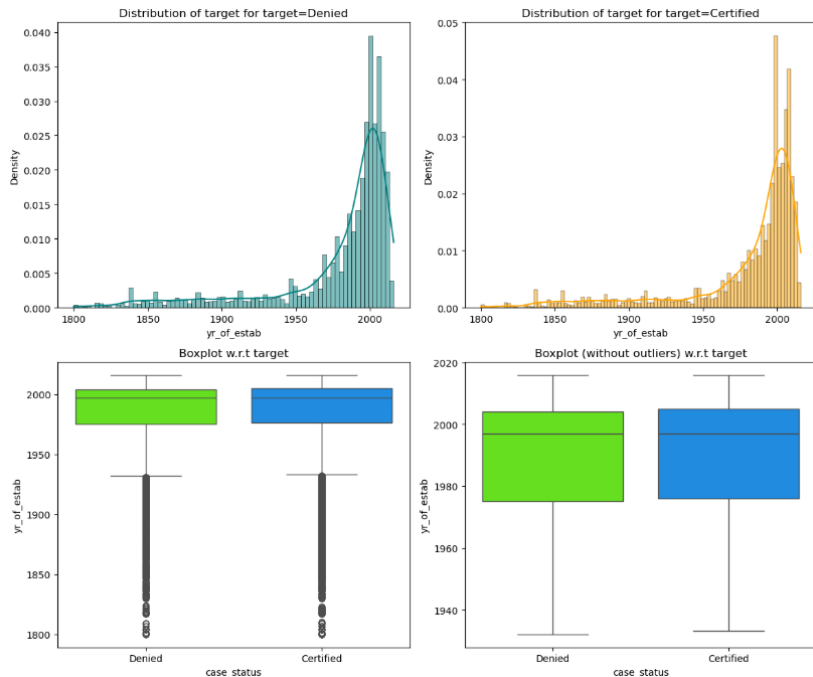 Distribution of target for target=Denied
0.040
0.035
0.030
0.025
0.020
0.015
0.010
0.005
0.000
Density
1800
1850
1900
1950
2000
yr_of_estab
Distribution of target for target=Certified
0.05
0.04
0.03
0.02
0.01
0.00
Density
1800
1850
1900
1950
2000
yr_of_estab
Boxplot w.r.t target
2000
1950
1900
1850
1800
yr_of_estab
Denied
Certified
case_status
Boxplot (without outliers) w.r.t target
2020
2000
1980
1960
1940
yr_of_estab
Denied
Certified
case_status